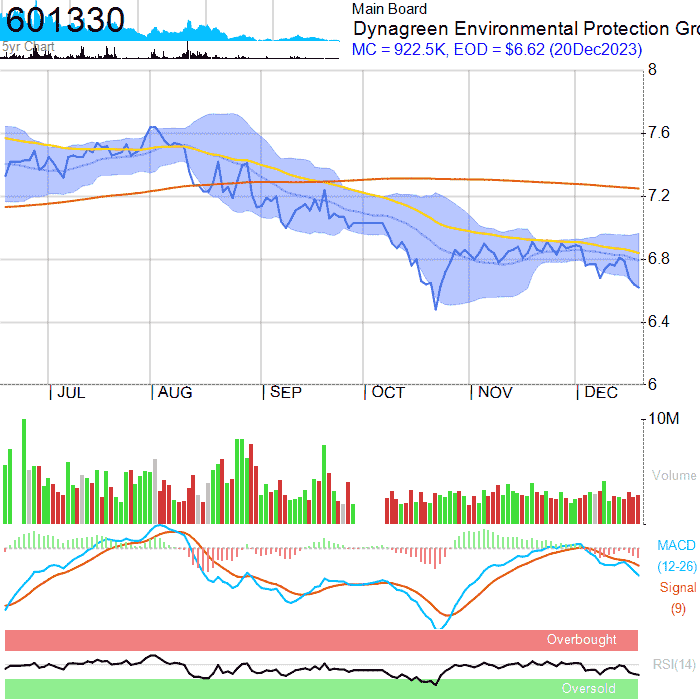 601330
5yr Chart
Main Board
Dynagreen Environmental Protection Gro
MC = 922.5K, EOD = $6.62 (20Dec2023)
8
7.6
7.2
6.8
6.4
6
JUL AUG SEP OCT NOV DEC
10M
Volume
MACD
(12-26)
Signal
(9)
Overbought
RSI(14)
Oversold